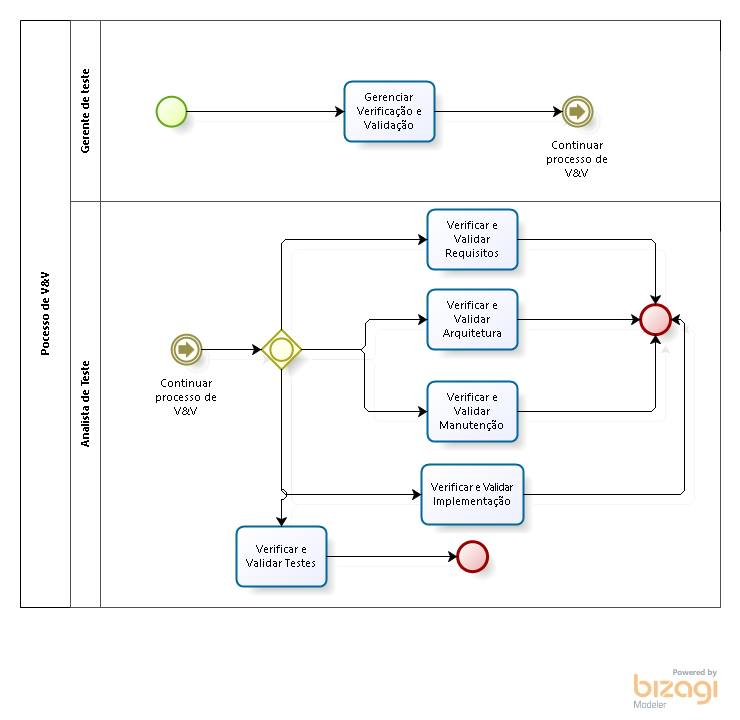 Pocesso de V&V
Gerente de teste
Gerenciar
Verificação e
Validação
Continuar
processo de
V&V
Analista de Teste
Verificar e
Validar
Requisitos
Verificar e
Validar
Arquitetura
Continuar
processo de
V&V
Verificar e
Validar
Manutenção
Verificar e Validar
Implementação
Verificar e
Validar Testes
Powered by
bizagi
Modeler